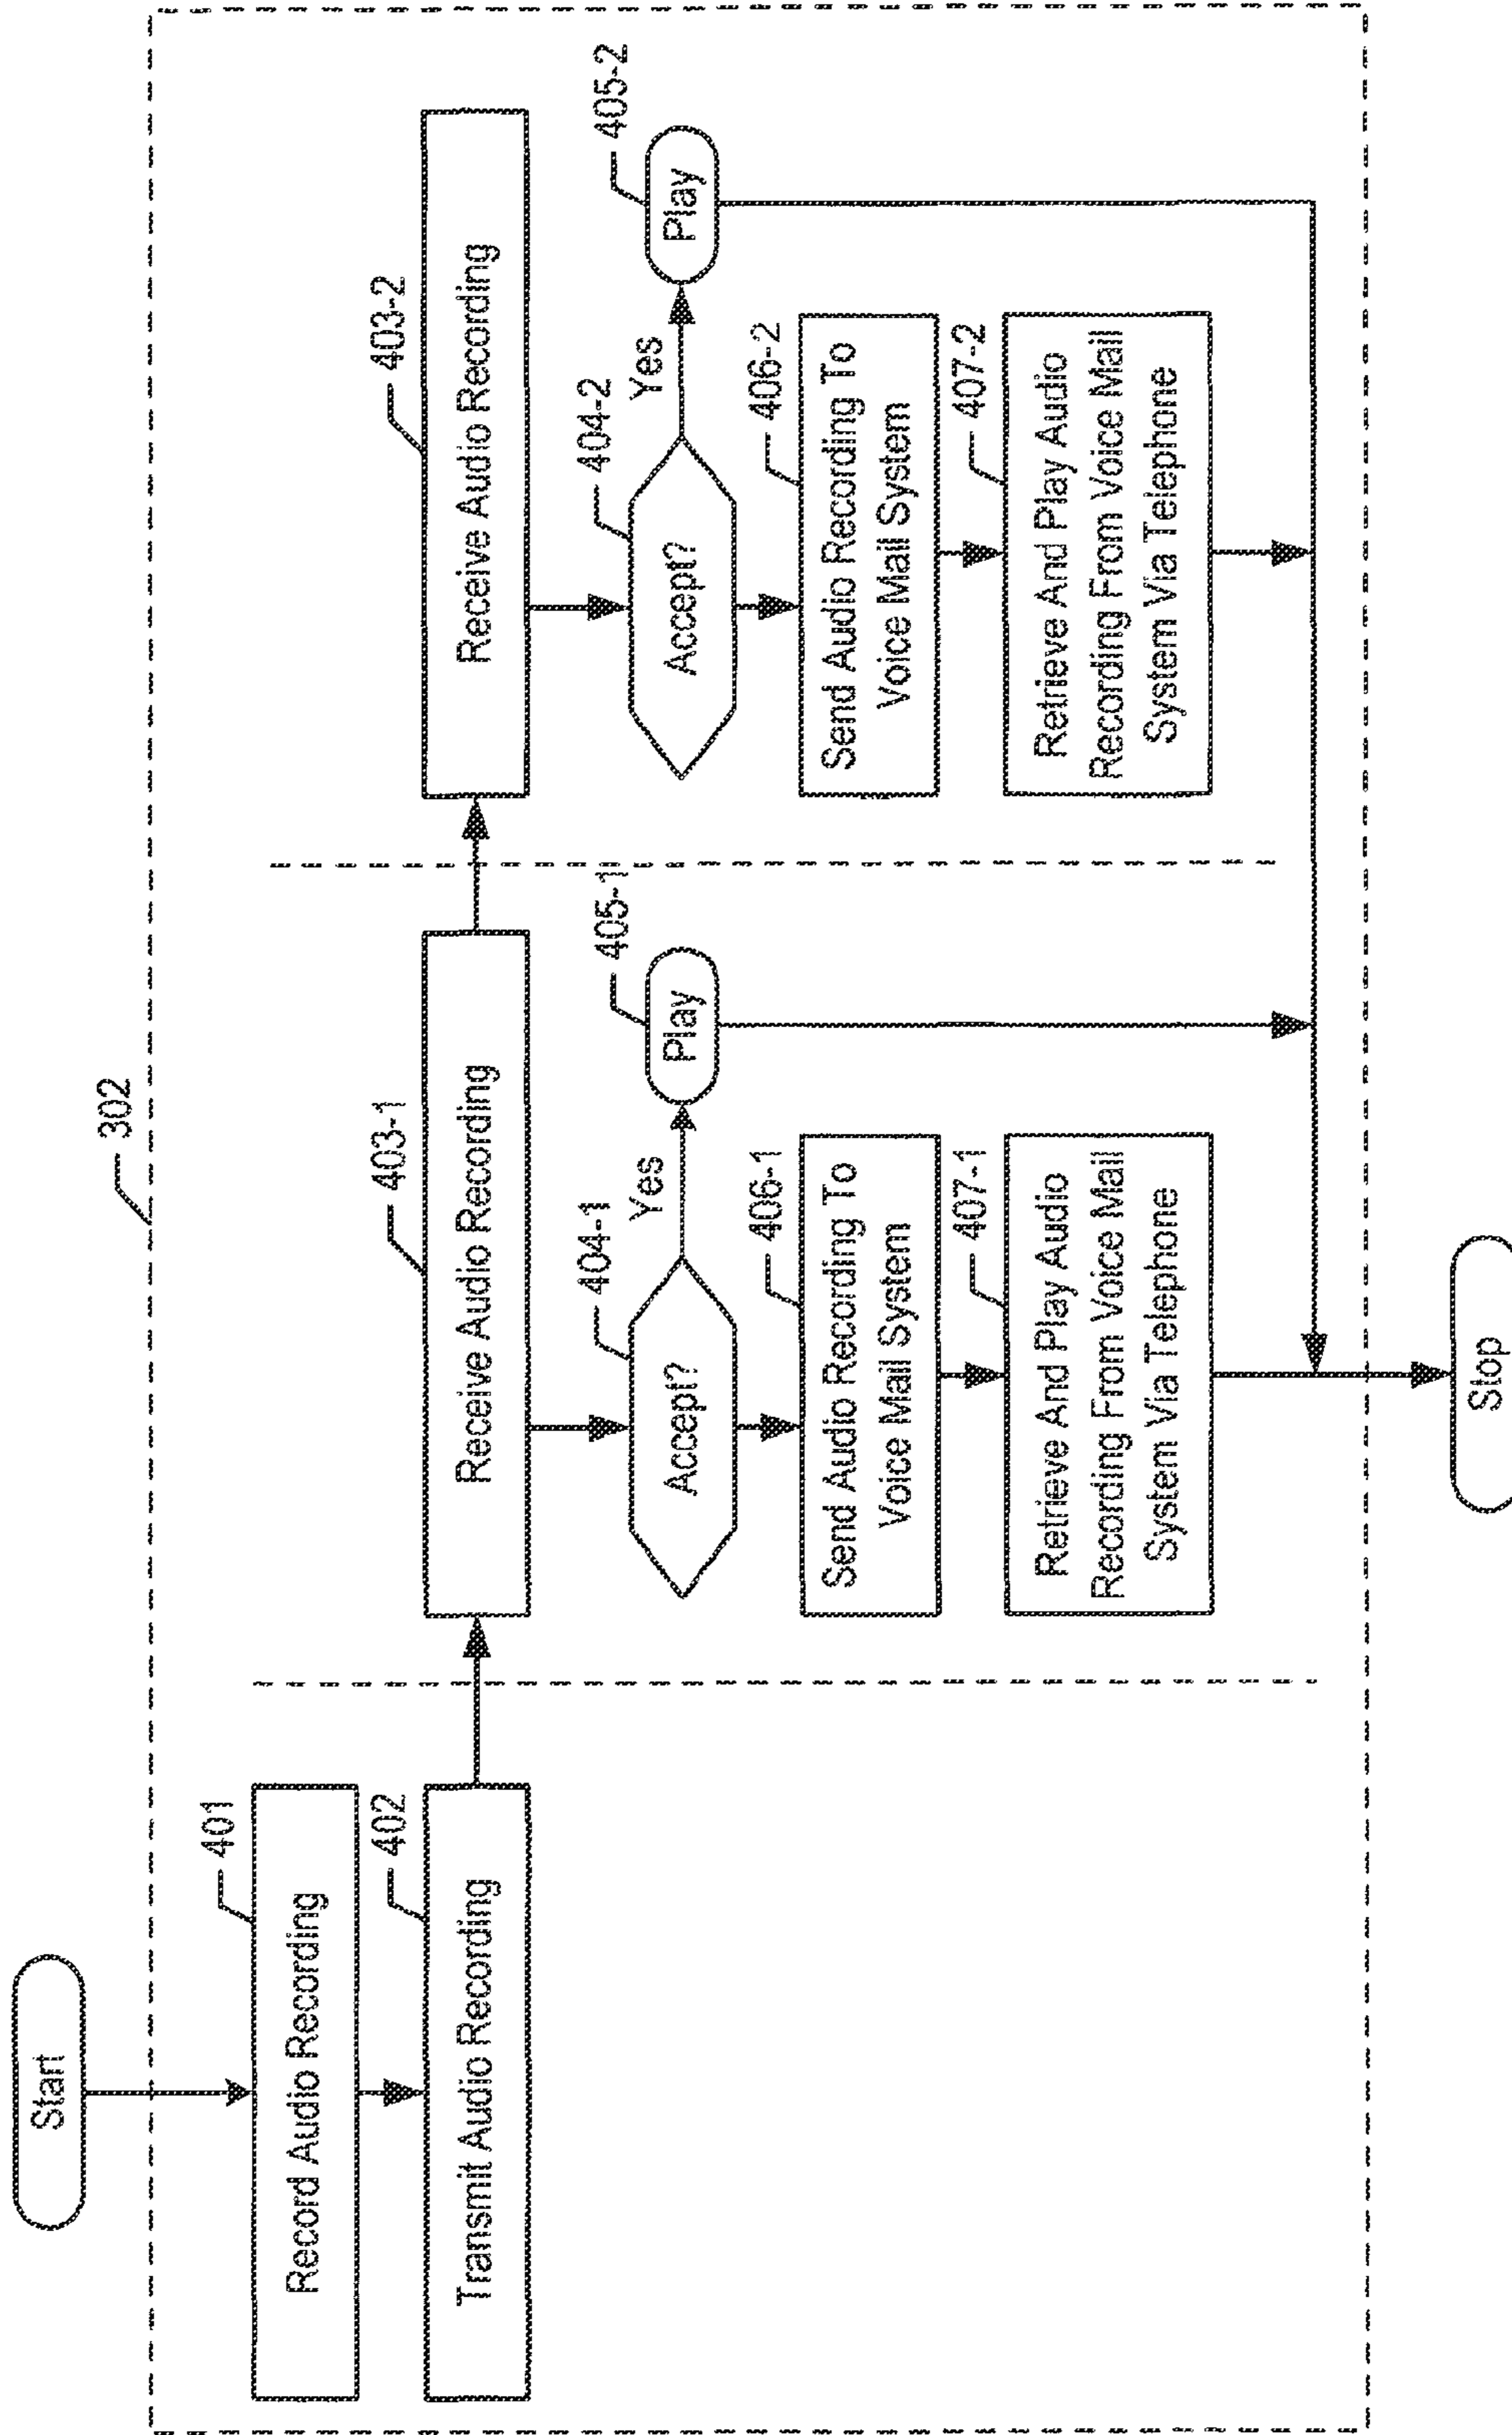 Start
302
401
Record Audio Recording
402
Transmit Audio Recording
403-1
Receive Audio Recording
404-1
Accept?
Yes
405-1
Play
406-1
Send Audio Recording To
Voice Mail System
407-1
Retrieve And Play Audio
Recording From Voice Mail
System Via Telephone
403-2
Receive Audio Recording
404-2
Accept?
Yes
405-2
Play
406-2
Send Audio Recording To
Voice Mail System
407-2
Retrieve And Play Audio
Recording From Voice Mail
System Via Telephone
Stop